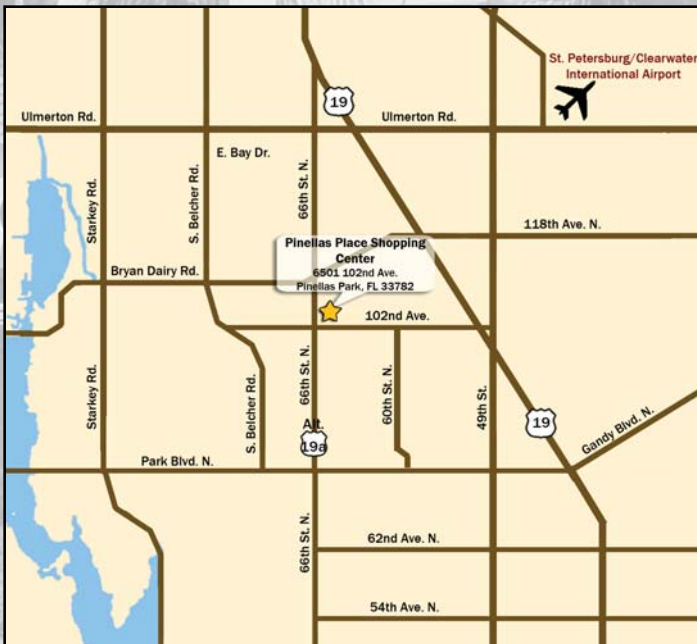 St. Petersburg/Clearwater
International Airport
19
Ulmerton Rd.
Ulmerton Rd.
E. Bay Dr.
Starkey Rd.
S. Belcher Rd.
66th St. N.
118th Ave. N.
Pinellas Place Shopping
Center
6501 102nd Ave.
Pinellas Park, FL 33782
Bryan Dairy Rd.
102nd Ave.
Starkey Rd.
S. Belcher Rd.
66th St. N.
60th St. N.
49th St.
Alt.
19a
19
Gandy Blvd. N.
Park Blvd. N.
66th St. N.
62nd Ave. N.
54th Ave. N.